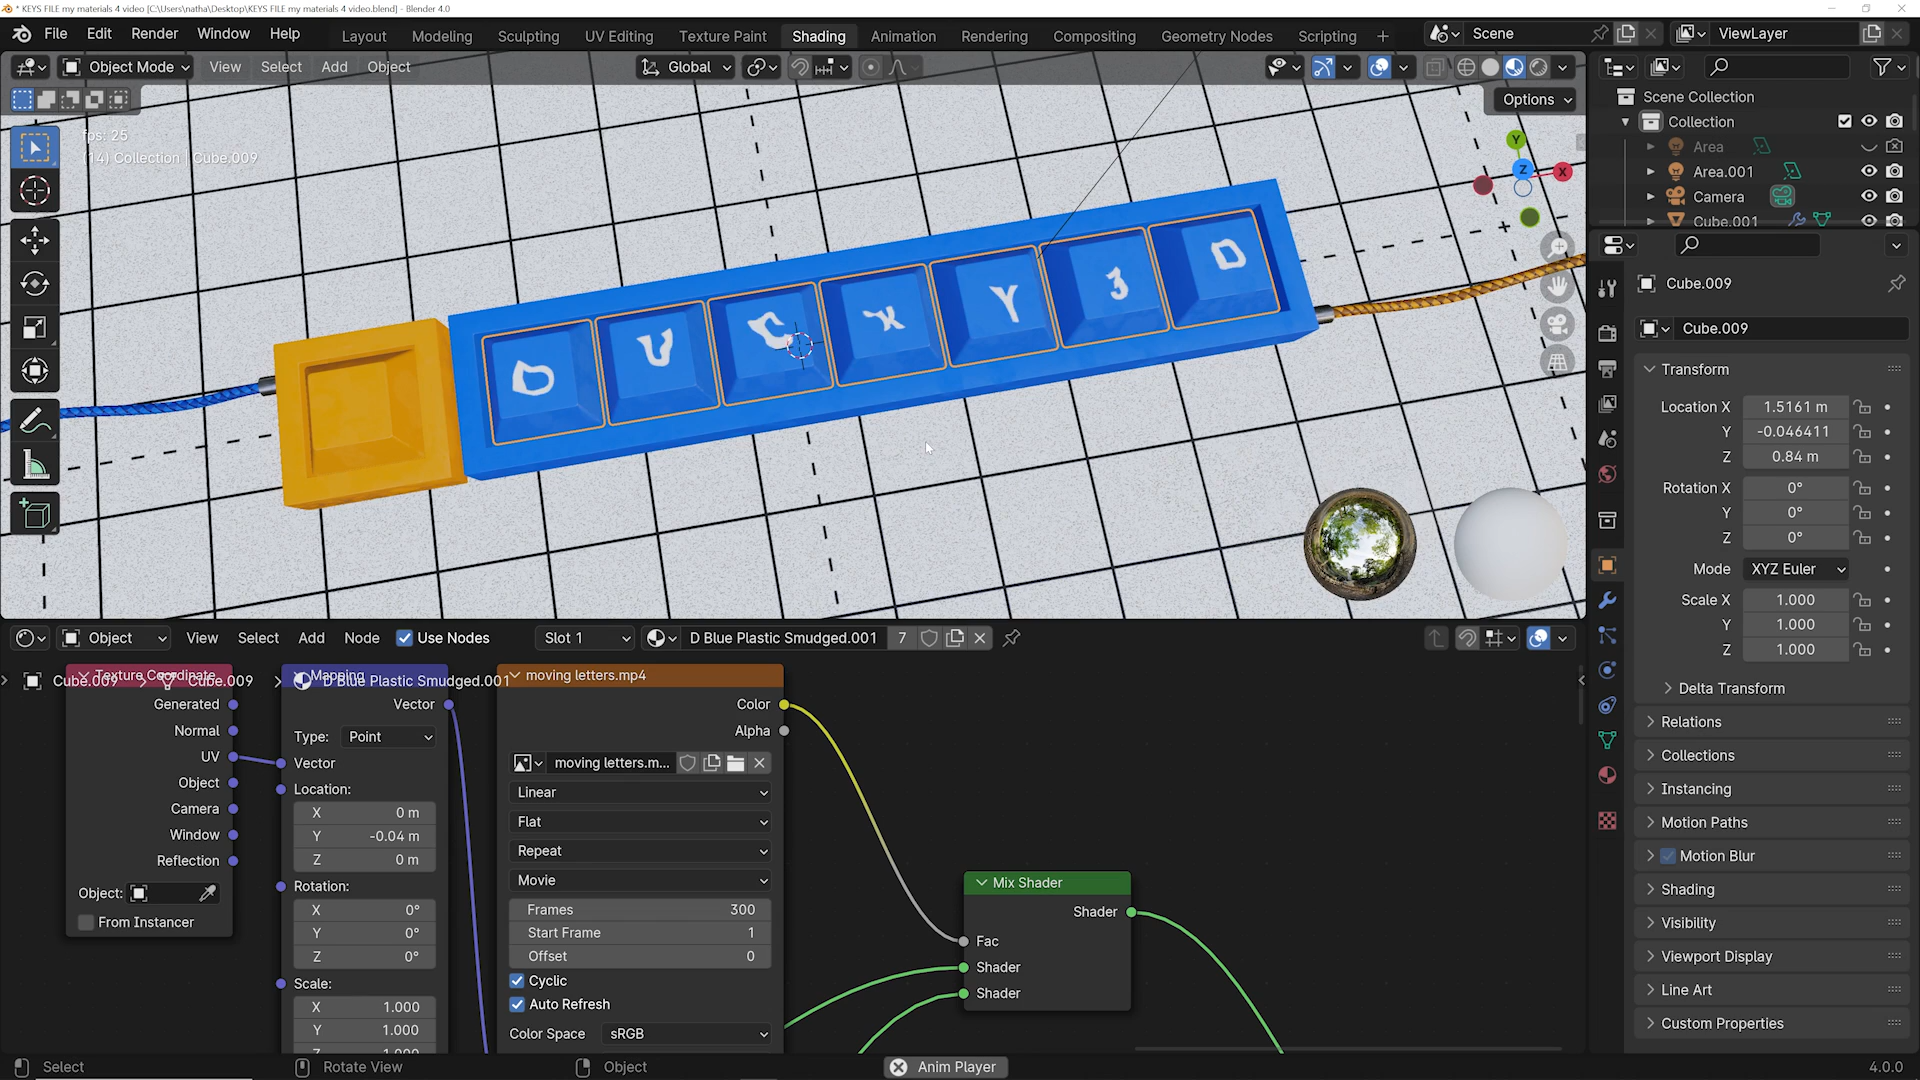 * KEYS FILE my materials 4 video [C:\Users\natha\Desktop\KEYS FILE my materials 4 video.blend] - Blender 4.0
File Edit Render Window Help
Layout Modeling Sculpting UV Editing Texture Paint Shading Animation Rendering Compositing Geometry Nodes Scripting +
Scene
ViewLayer
Object Mode View Select Add Object
Global
Options
fps: 25
(14) Collection | Cube.009
D U C X Y 3 D
Y
Z
X
Scene Collection
Collection
Area
Area.001
Camera
Cube.001
Cube.009
Cube.009
Transform
Location X 1.5161 m
Y -0.046411
Z 0.84 m
Rotation X 0°
Y 0°
Z 0°
Mode XYZ Euler
Scale X 1.000
Y 1.000
Z 1.000
Delta Transform
Relations
Collections
Instancing
Motion Paths
Motion Blur
Shading
Visibility
Viewport Display
Line Art
Custom Properties
Object View Select Add Node Use Nodes Slot 1 D Blue Plastic Smudged.001 7
Cube.009 > Cube.009 > D Blue Plastic Smudged.001
Texture Coordinate
Generated
Normal
UV
Object
Camera
Window
Reflection
Object:
From Instancer
Mapping
Vector
Type: Point
Vector
Location:
X 0 m
Y -0.04 m
Z 0 m
Rotation:
X 0°
Y 0°
Z 0°
Scale:
X 1.000
Y 1.000
Z 1.000
moving letters.mp4
Color
Alpha
moving letters.m...
Linear
Flat
Repeat
Movie
Frames 300
Start Frame 1
Offset 0
Cyclic
Auto Refresh
Color Space sRGB
Mix Shader
Shader
Fac
Shader
Shader
Select Rotate View Object Anim Player 4.0.0